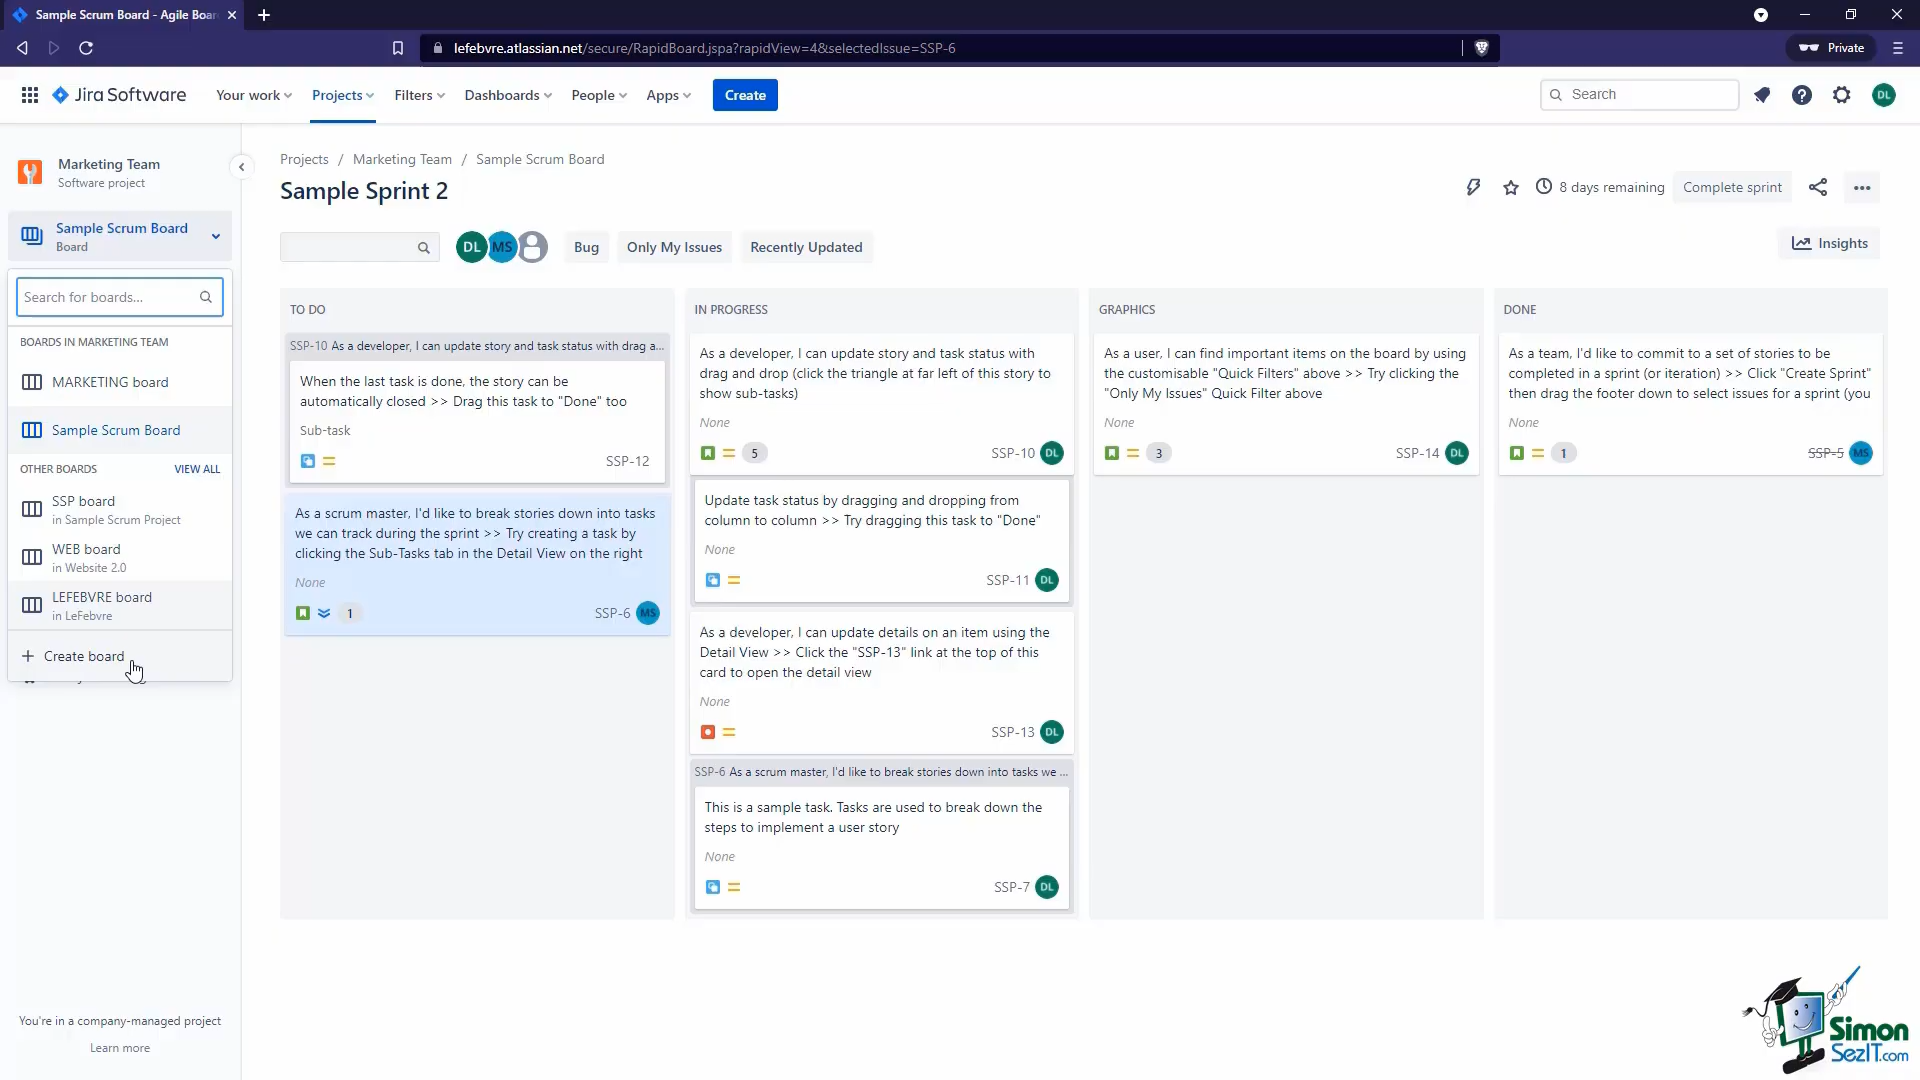 Sample Scrum Board - Agile Boar
lefebvre.atlassian.net/secure/RapidBoard.jspa?rapidView=4&selectedIssue=SSP-6
Private
Jira Software
Your work
Projects
Filters
Dashboards
People
Apps
Create
Search
DL
Marketing Team
Software project
Sample Scrum Board
Board
Search for boards...
BOARDS IN MARKETING TEAM
MARKETING board
Sample Scrum Board
OTHER BOARDS
VIEW ALL
SSP board
in Sample Scrum Project
WEB board
in Website 2.0
LEFEBVRE board
in LeFebvre
Create board
You're in a company-managed project
Learn more
Projects / Marketing Team / Sample Scrum Board
Sample Sprint 2
8 days remaining
Complete sprint
DL
MS
Bug
Only My Issues
Recently Updated
Insights
TO DO
SSP-10 As a developer, I can update story and task status with drag a...
When the last task is done, the story can be
automatically closed >> Drag this task to "Done" too
Sub-task
SSP-12
As a scrum master, I'd like to break stories down into tasks
we can track during the sprint >> Try creating a task by
clicking the Sub-Tasks tab in the Detail View on the right
None
1
SSP-6
MS
IN PROGRESS
As a developer, I can update story and task status with
drag and drop (click the triangle at far left of this story to
show sub-tasks)
None
5
SSP-10
DL
Update task status by dragging and dropping from
column to column >> Try dragging this task to "Done"
None
SSP-11
DL
As a developer, I can update details on an item using the
Detail View >> Click the "SSP-13" link at the top of this
card to open the detail view
None
SSP-13
DL
SSP-6 As a scrum master, I'd like to break stories down into tasks we ...
This is a sample task. Tasks are used to break down the
steps to implement a user story
None
SSP-7
DL
GRAPHICS
As a user, I can find important items on the board by using
the customisable "Quick Filters" above >> Try clicking the
"Only My Issues" Quick Filter above
None
3
SSP-14
DL
DONE
As a team, I'd like to commit to a set of stories to be
completed in a sprint (or iteration) >> Click "Create Sprint"
then drag the footer down to select issues for a sprint (you
None
1
SSP-5
MS
Simon
SezIT.com